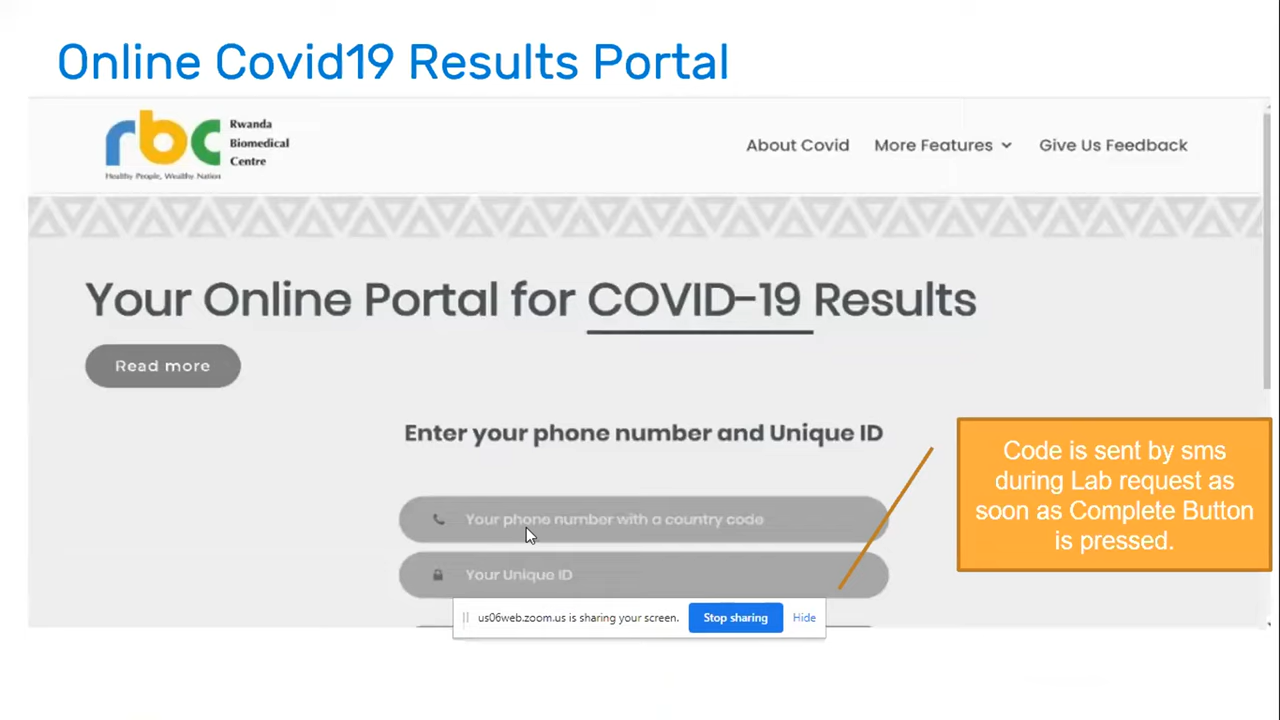 Online Covid19 Results Portal
rbc
Rwanda
Biomedical
Centre
Healthy People, Wealthy Nation
About Covid
More Features
Give Us Feedback
Your Online Portal for COVID-19 Results
Read more
Enter your phone number and Unique ID
Your phone number with a country code
Your Unique ID
Code is sent by sms
during Lab request as
soon as Complete Button
is pressed.
us06web.zoom.us is sharing your screen.
Stop sharing
Hide